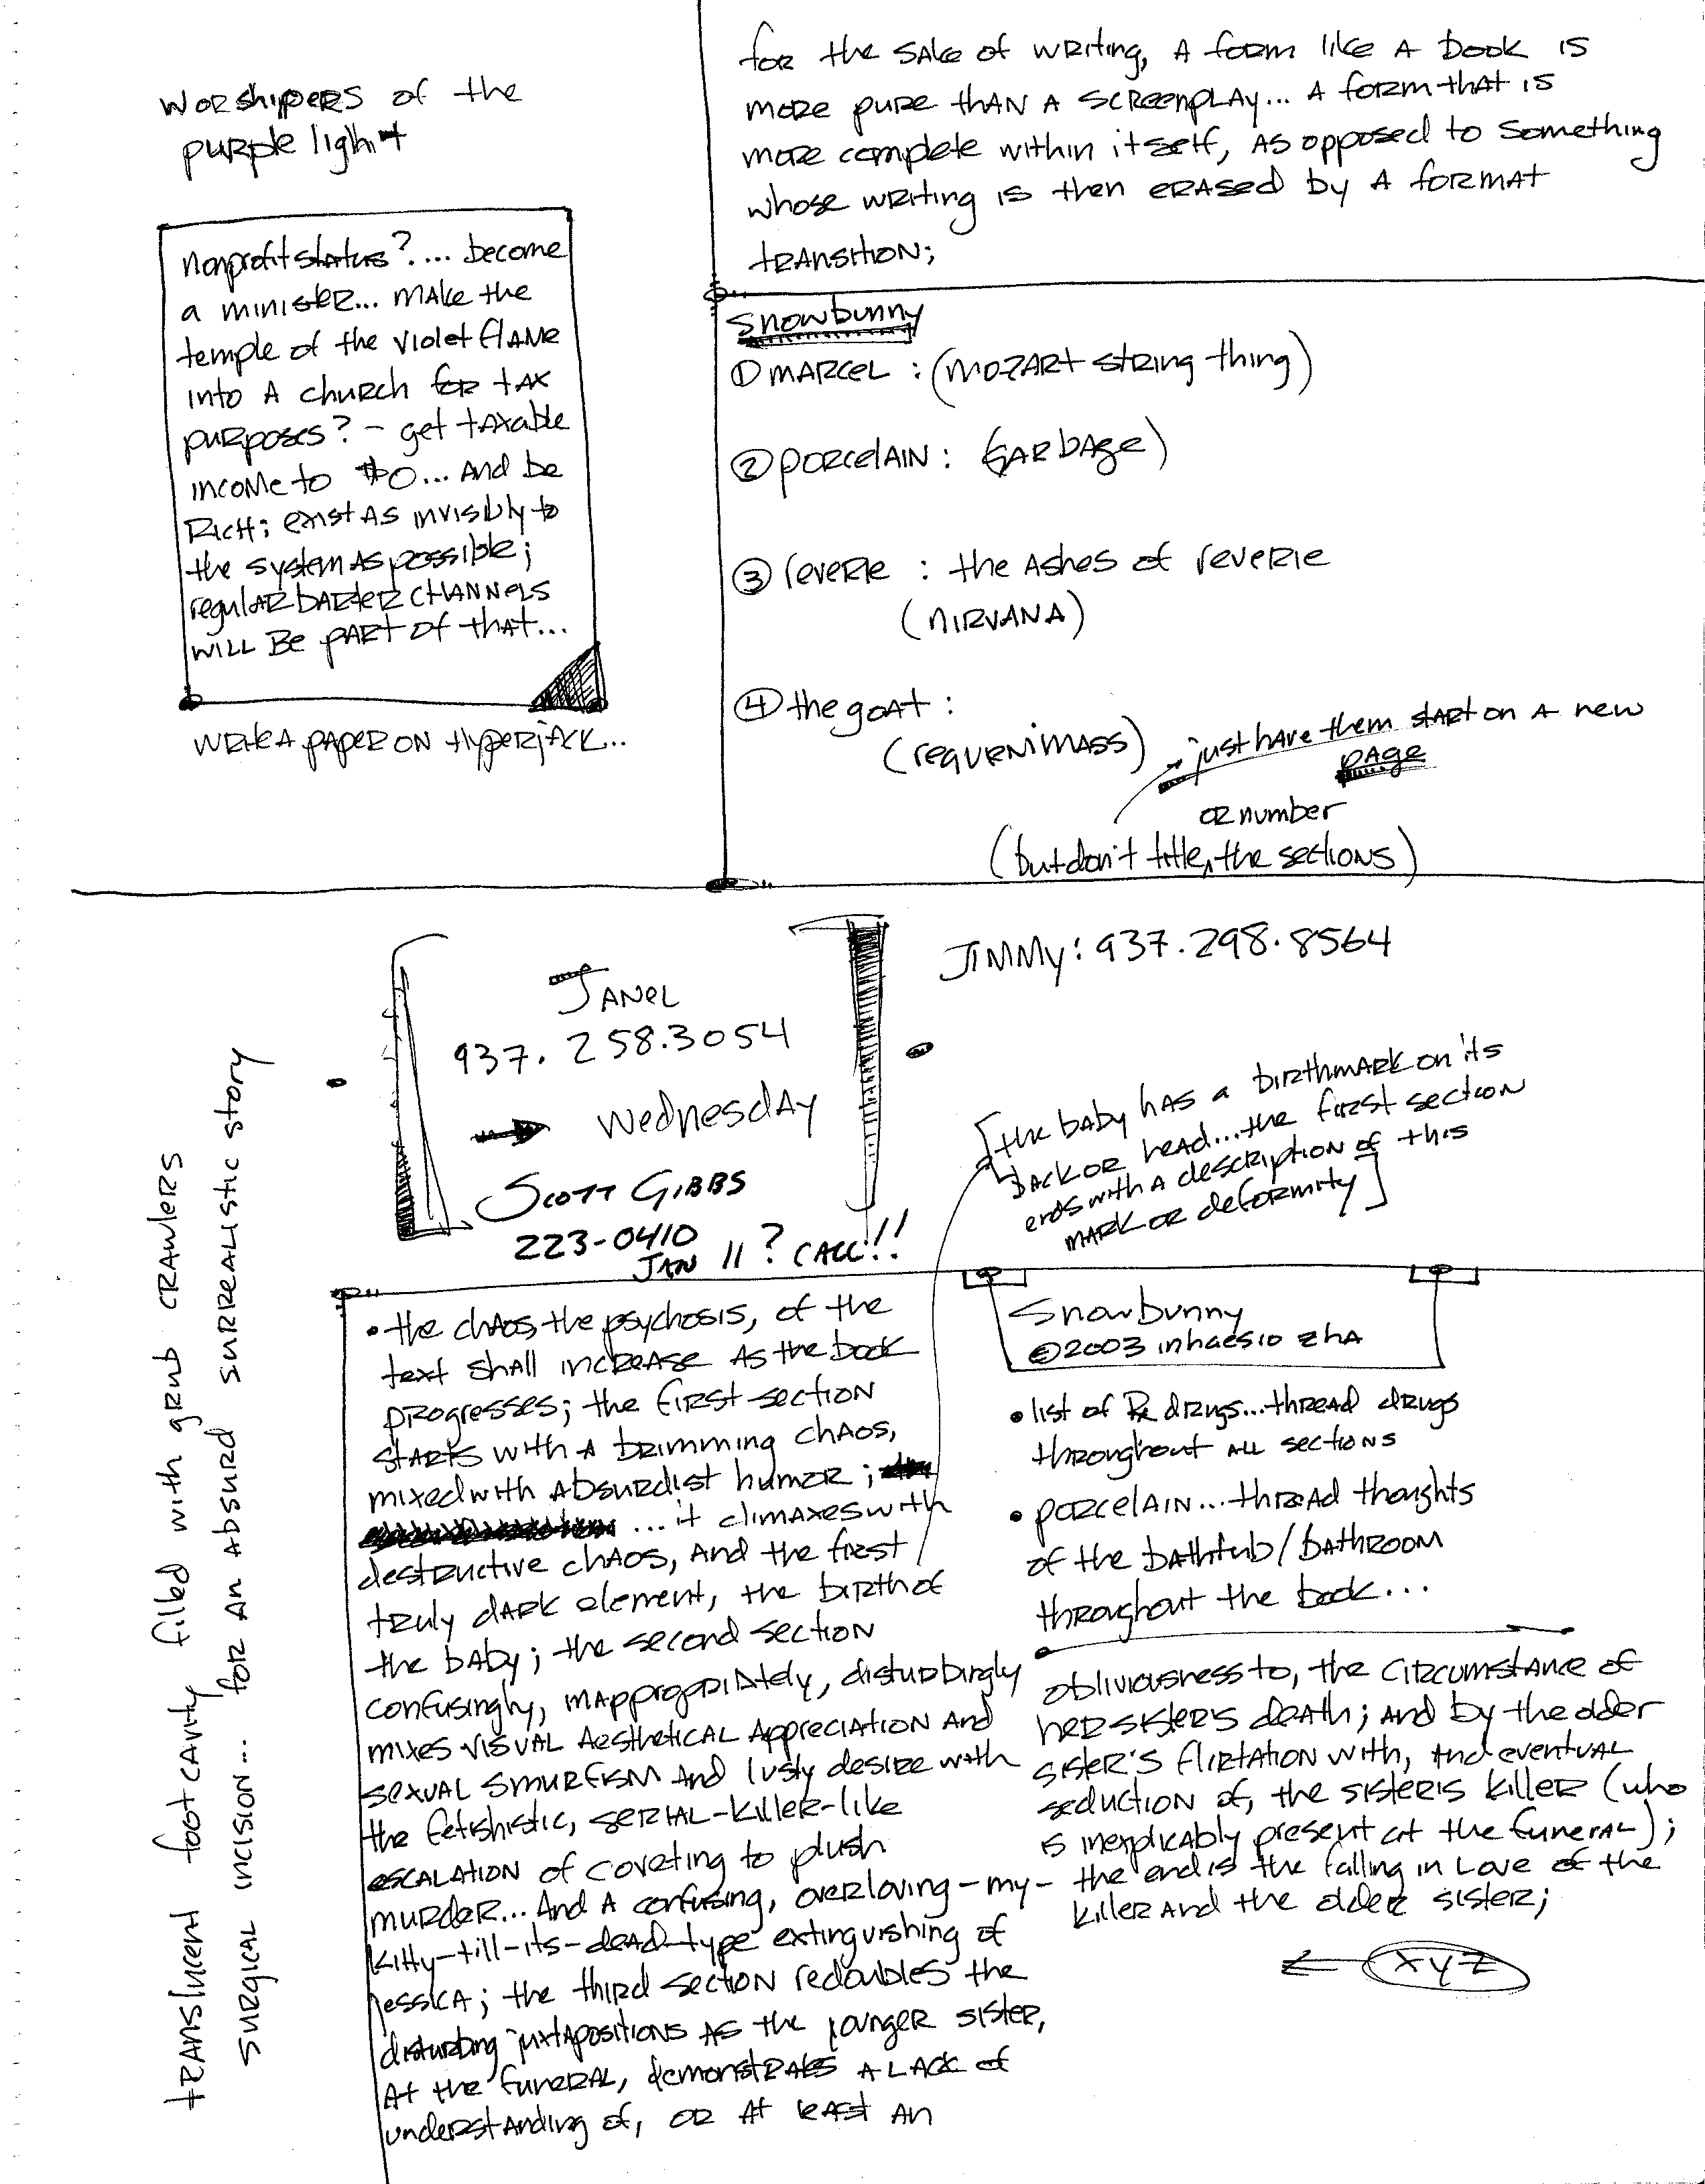 worshipers of the
purple light
nonprofit status?... become
a minister... make the
temple of the violet flame
into a church for tax
purposes? - get taxable
income to $0... and be
rich; exist as invisibly to
the system as possible;
regular barter channels
will be part of that...
write a paper on hyperjack...
for the sake of writing, a form like a book is
more pure than a screenplay... a form that is
more complete within itself, as opposed to something
whose writing is then erased by a format
transition;
snowbunny
① marcel : (mozart string thing)
② porcelain : (garbage)
③ reverie : the ashes of reverie
(nirvana)
④ the goat :
(requeni mass)
just have them start on a new
page
or number
(but don't title the sections)
Janel
937. 258.3054
wednesday
Scott Gibbs
223-0410
Jan 11? call!!
Jimmy: 937.298.8564
[the baby has a birthmark on its
back or head... the first section
ends with a description of this
mark or deformity]
translucent foot cavity filled with grub crawlers
surgical incision... for an absurd surrealistic story
• the chaos, the psychosis, of the
text shall increase as the book
progresses; the first section
starts with a brimming chaos,
mixed with absurdist humor;
... it climaxes with
destructive chaos, and the first
truly dark element, the birth of
the baby; the second section
confusingly, inappropriately, disturbingly
mixes visual aesthetical appreciation and
sexual smurfism and lusty desire with
the fetishistic, serial-killer-like
escalation of coveting to plush
murder... and a confusing, overloving-my-
kitty-till-its-dead-type extinguishing of
jessica; the third section redoubles the
disturbing juxtapositions as the younger sister,
at the funeral, demonstrates a lack of
understanding of, or at least an
snowbunny
©2003 inhaesio zha
• list of Rx drugs... thread drugs
throughout all sections
• porcelain... thread thoughts
of the bathtub/bathroom
throughout the book...
obliviousness to, the circumstance of
her sister's death; and by the older
sister's flirtation with, and eventual
seduction of, the sister's killer (who
is inexplicably present at the funeral);
the end is the falling in love of the
killer and the older sister;
xyz